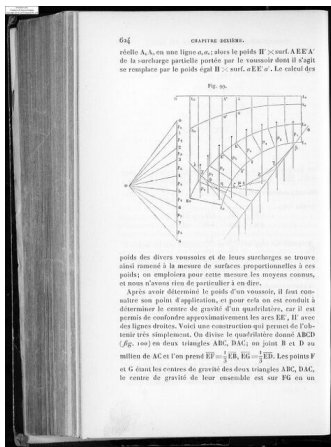 624 CHAPITRE DIXIÈME.
réelle A, A, en une ligne a, a,; alors le poids Π' × surf. A E E' A'
de la surcharge partielle portée par le voussoir dont il s'agit
se remplace par le poids égal Π × surf. a E E' a'. Le calcul des
Fig. 99.
poids des divers voussoirs et de leurs surcharges se trouve
ainsi ramené à la mesure de surfaces proportionnelles à ces
poids; on emploiera pour cette mesure les moyens connus,
et nous n'avons rien de particulier à en dire.
Après avoir déterminé le poids d'un voussoir, il faut con-
naître son point d'application, et pour cela on est conduit à
déterminer le centre de gravité d'un quadrilatère, car il est
permis de confondre approximativement les arcs EE', II' avec
des lignes droites. Voici une construction qui permet de l'ob-
tenir très simplement. On divise le quadrilatère donné ABCD
(fig. 100) en deux triangles ABC, DAC; on joint B et D au
milieu de AC et l'on prend EF = 1/3 EB, EG = 1/3 ED. Les points F
et G étant les centres de gravité des deux triangles ABC, DAC,
le centre de gravité de leur ensemble est sur FG en un